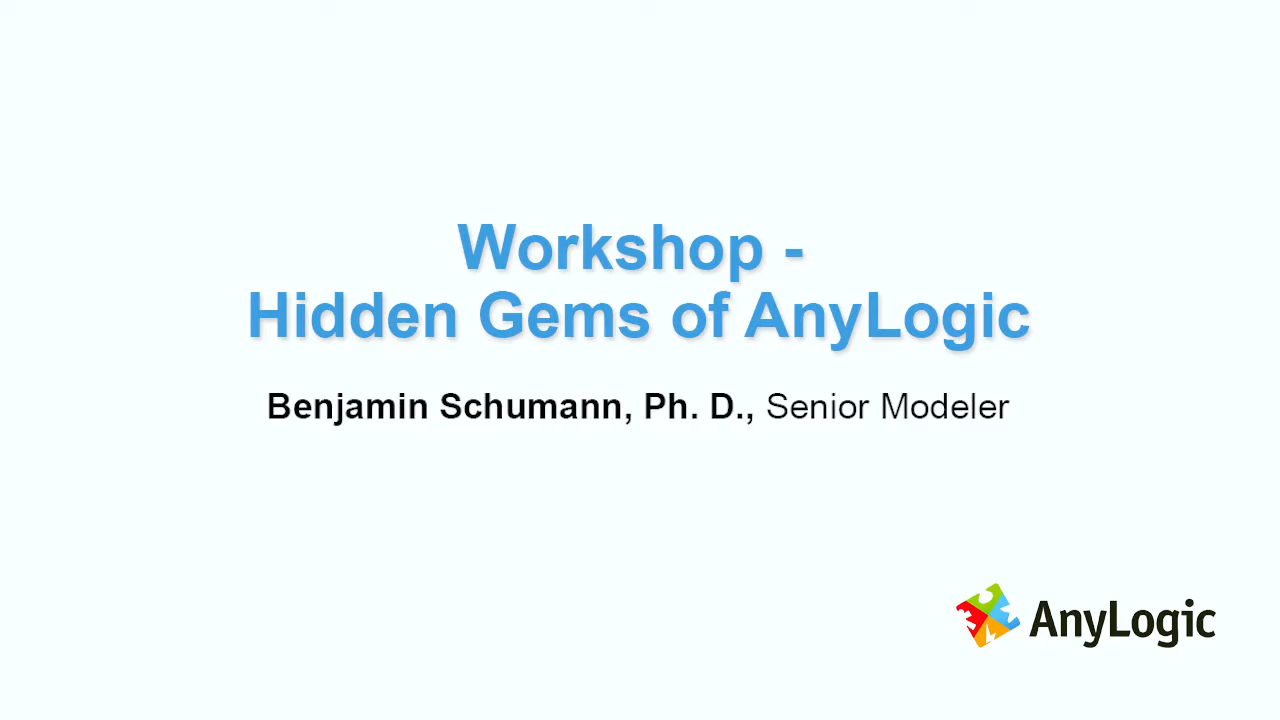 Workshop -
Hidden Gems of AnyLogic
Benjamin Schumann, Ph. D., Senior Modeler
AnyLogic